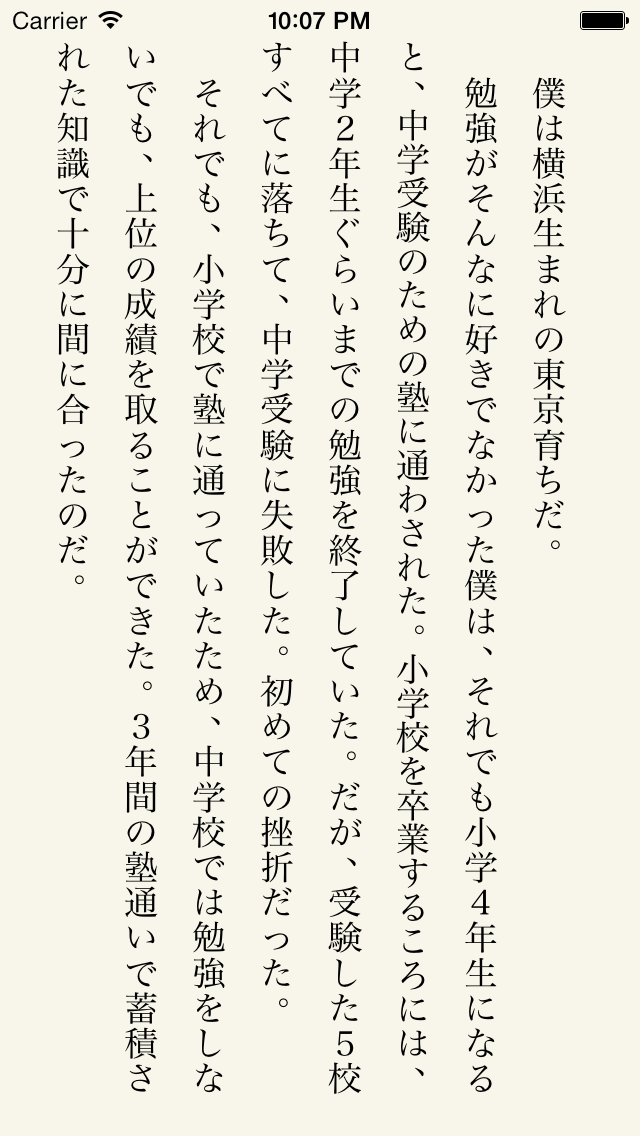 Carrier 10:07 PM
僕は横浜生まれの東京育ちだ。
勉強がそんなに好きでなかった僕は、それでも小学４年生になる
と、中学受験のための塾に通わされた。小学校を卒業するころには、
中学２年生ぐらいまでの勉強を終了していた。だが、受験した５校
すべてに落ちて、中学受験に失敗した。初めての挫折だった。
それでも、小学校で塾に通っていたため、中学校では勉強をしな
いでも、上位の成績を取ることができた。３年間の塾通いで蓄積さ
れた知識で十分に間に合ったのだ。